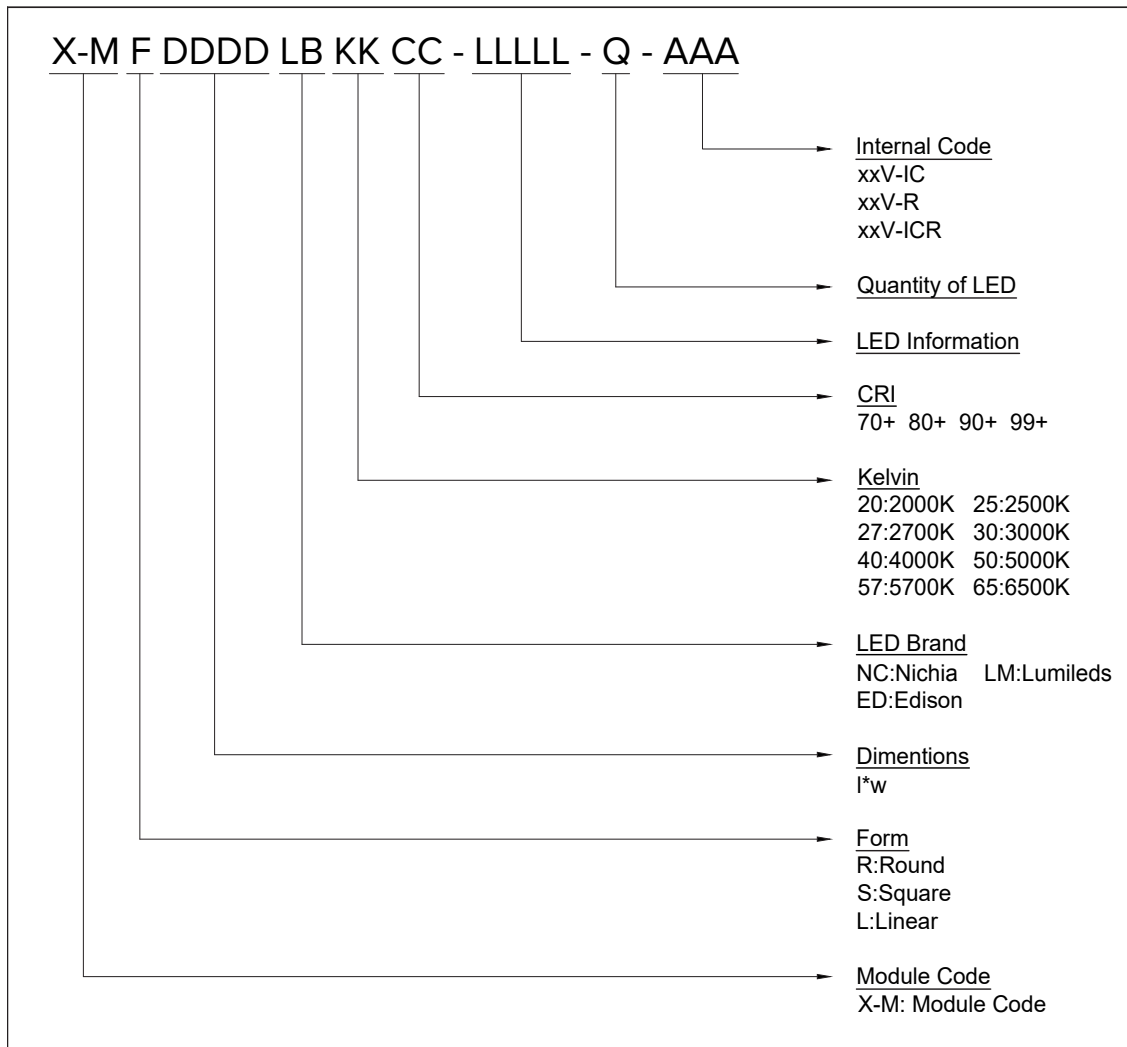 X-M F DDDD LB KK CC - LLLLL - Q - AAA
Internal Code
xxV-IC
xxV-R
xxV-ICR
Quantity of LED
LED Information
CRI
70+ 80+ 90+ 99+
Kelvin
20:2000K 25:2500K
27:2700K 30:3000K
40:4000K 50:5000K
57:5700K 65:6500K
LED Brand
NC:Nichia LM:Lumileds
ED:Edison
Dimentions
l*w
Form
R:Round
S:Square
L:Linear
Module Code
X-M: Module Code